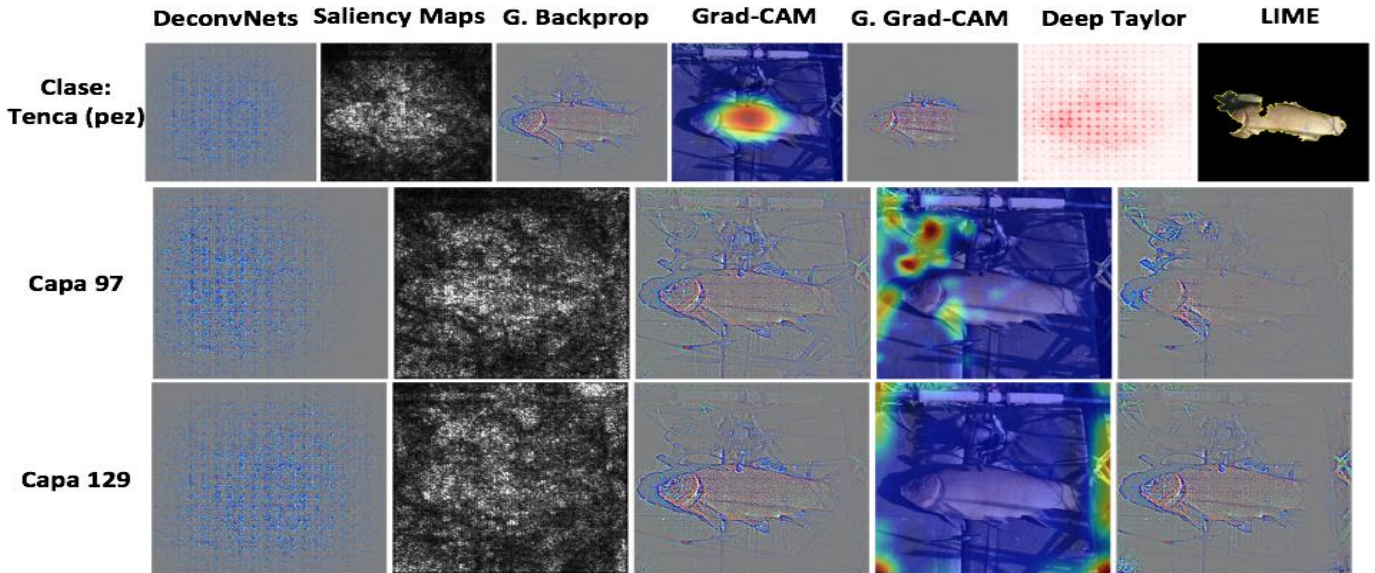 DeconvNets Saliency Maps G. Backprop Grad-CAM G. Grad-CAM Deep Taylor LIME
Clase:
Tenca (pez)
Capa 97
Capa 129